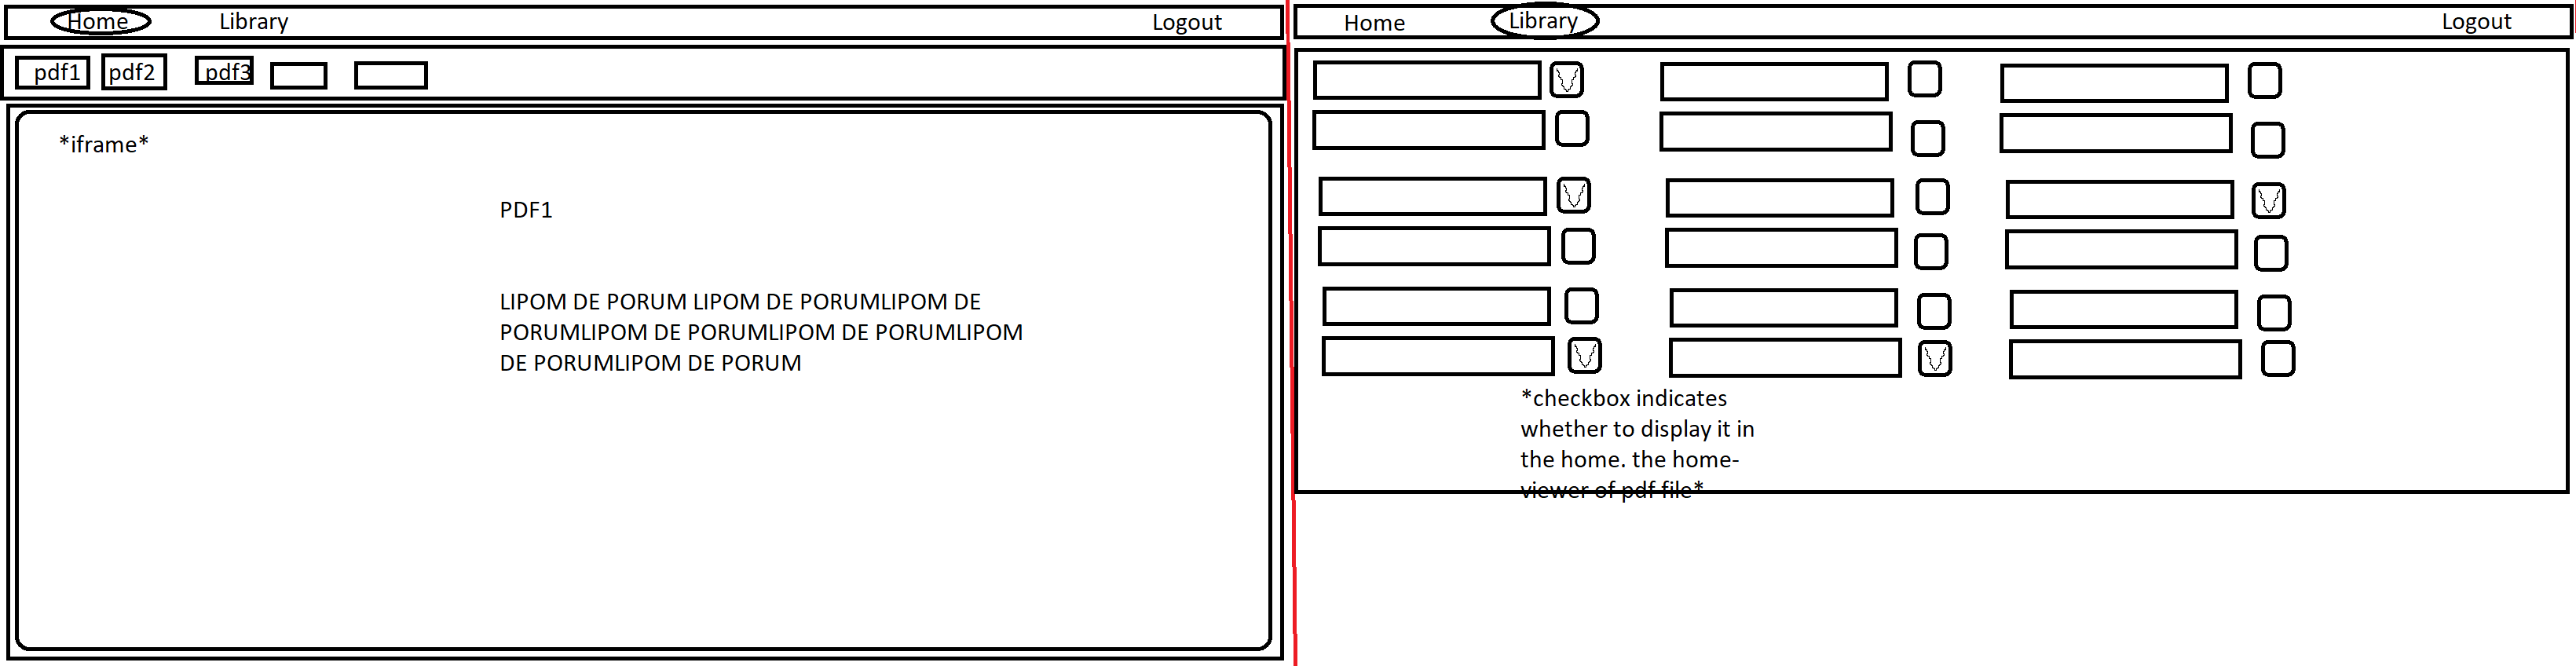 Home Library Logout
pdf1 pdf2 pdf3
*iframe*
PDF1
LIPOM DE PORUM LIPOM DE PORUMLIPOM DE
PORUMLIPOM DE PORUMLIPOM DE PORUMLIPOM
DE PORUMLIPOM DE PORUM
Home Library Logout
*checkbox indicates
whether to display it in
the home. the home-
viewer of pdf file*